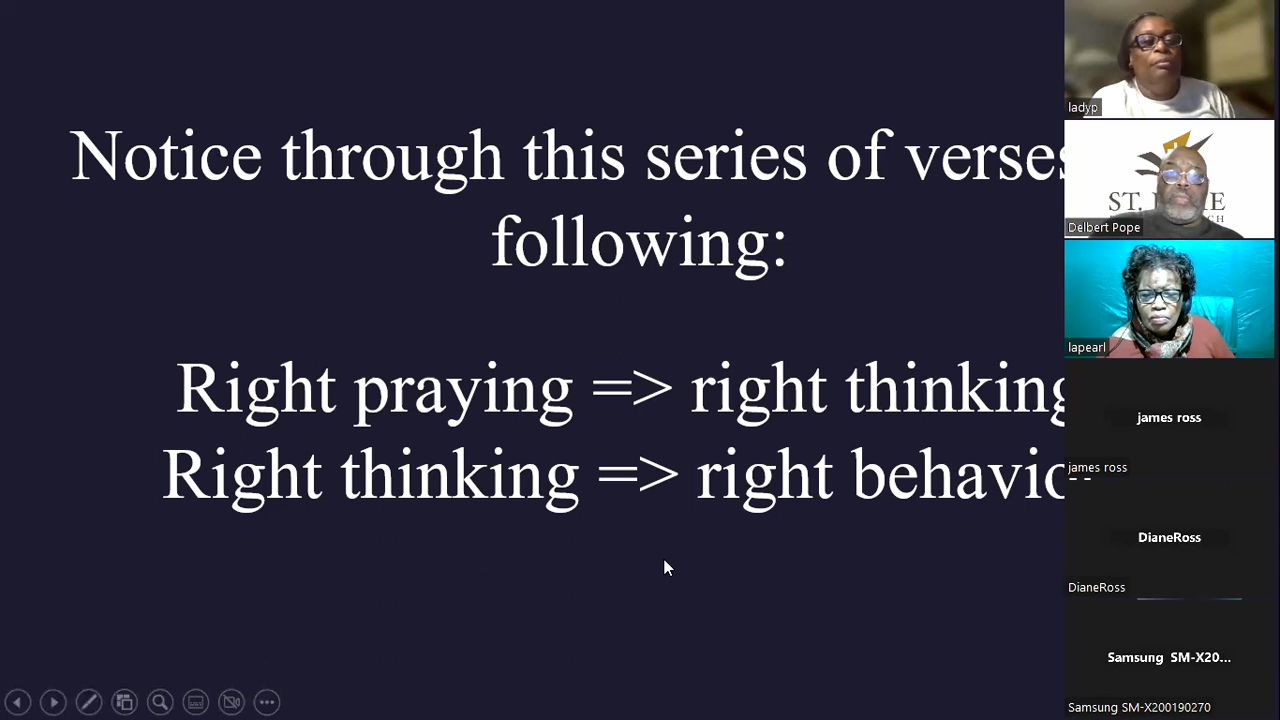 Notice through this series of verses
following:
Right praying => right thinking
Right thinking => right behavio
ladyp
ST.
Delbert Pope
lapearl
james ross
james ross
DianeRoss
DianeRoss
Samsung SM-X20...
Samsung SM-X200190270